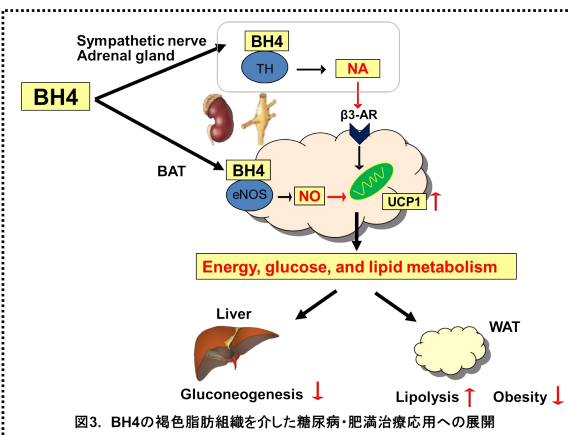 Sympathetic nerve
Adrenal gland
BH4
TH
NA
BH4
β3-AR
BAT
BH4
eNOS
NO
UCP1
Energy, glucose, and lipid metabolism
Liver
WAT
Gluconeogenesis
Lipolysis
Obesity
図3. BH4の褐色脂肪組織を介した糖尿病・肥満治療応用への展開